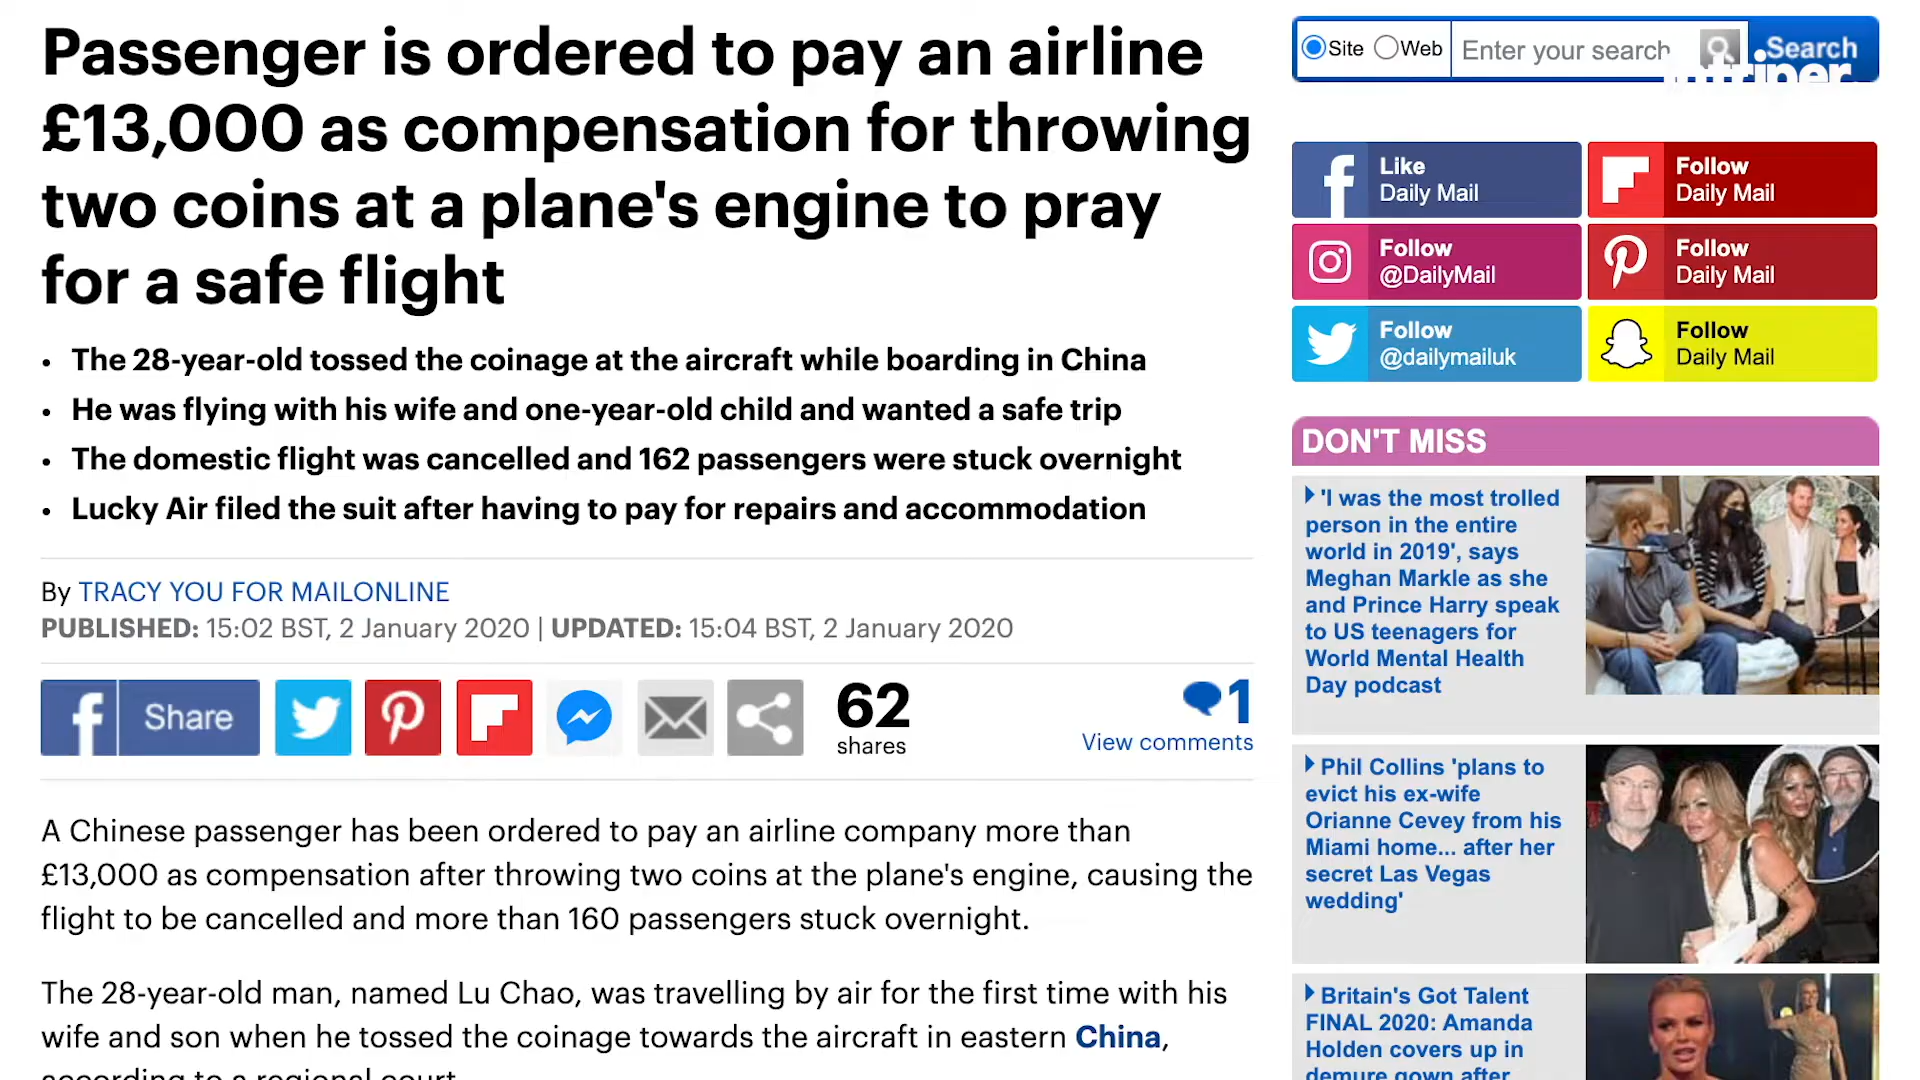 Passenger is ordered to pay an airline
£13,000 as compensation for throwing
two coins at a plane's engine to pray
for a safe flight
• The 28-year-old tossed the coinage at the aircraft while boarding in China
• He was flying with his wife and one-year-old child and wanted a safe trip
• The domestic flight was cancelled and 162 passengers were stuck overnight
• Lucky Air filed the suit after having to pay for repairs and accommodation
By TRACY YOU FOR MAILONLINE
PUBLISHED: 15:02 BST, 2 January 2020 | UPDATED: 15:04 BST, 2 January 2020
Share
62
shares
1
View comments
A Chinese passenger has been ordered to pay an airline company more than
£13,000 as compensation after throwing two coins at the plane's engine, causing the
flight to be cancelled and more than 160 passengers stuck overnight.
The 28-year-old man, named Lu Chao, was travelling by air for the first time with his
wife and son when he tossed the coinage towards the aircraft in eastern China,
according to a regional court
Site Web Enter your search Search
Like
Daily Mail
Follow
Daily Mail
Follow
@DailyMail
Follow
Daily Mail
Follow
@dailymailuk
Follow
Daily Mail
DON'T MISS
'I was the most trolled
person in the entire
world in 2019', says
Meghan Markle as she
and Prince Harry speak
to US teenagers for
World Mental Health
Day podcast
Phil Collins 'plans to
evict his ex-wife
Orianne Cevey from his
Miami home... after her
secret Las Vegas
wedding'
Britain's Got Talent
FINAL 2020: Amanda
Holden covers up in
demure gown after